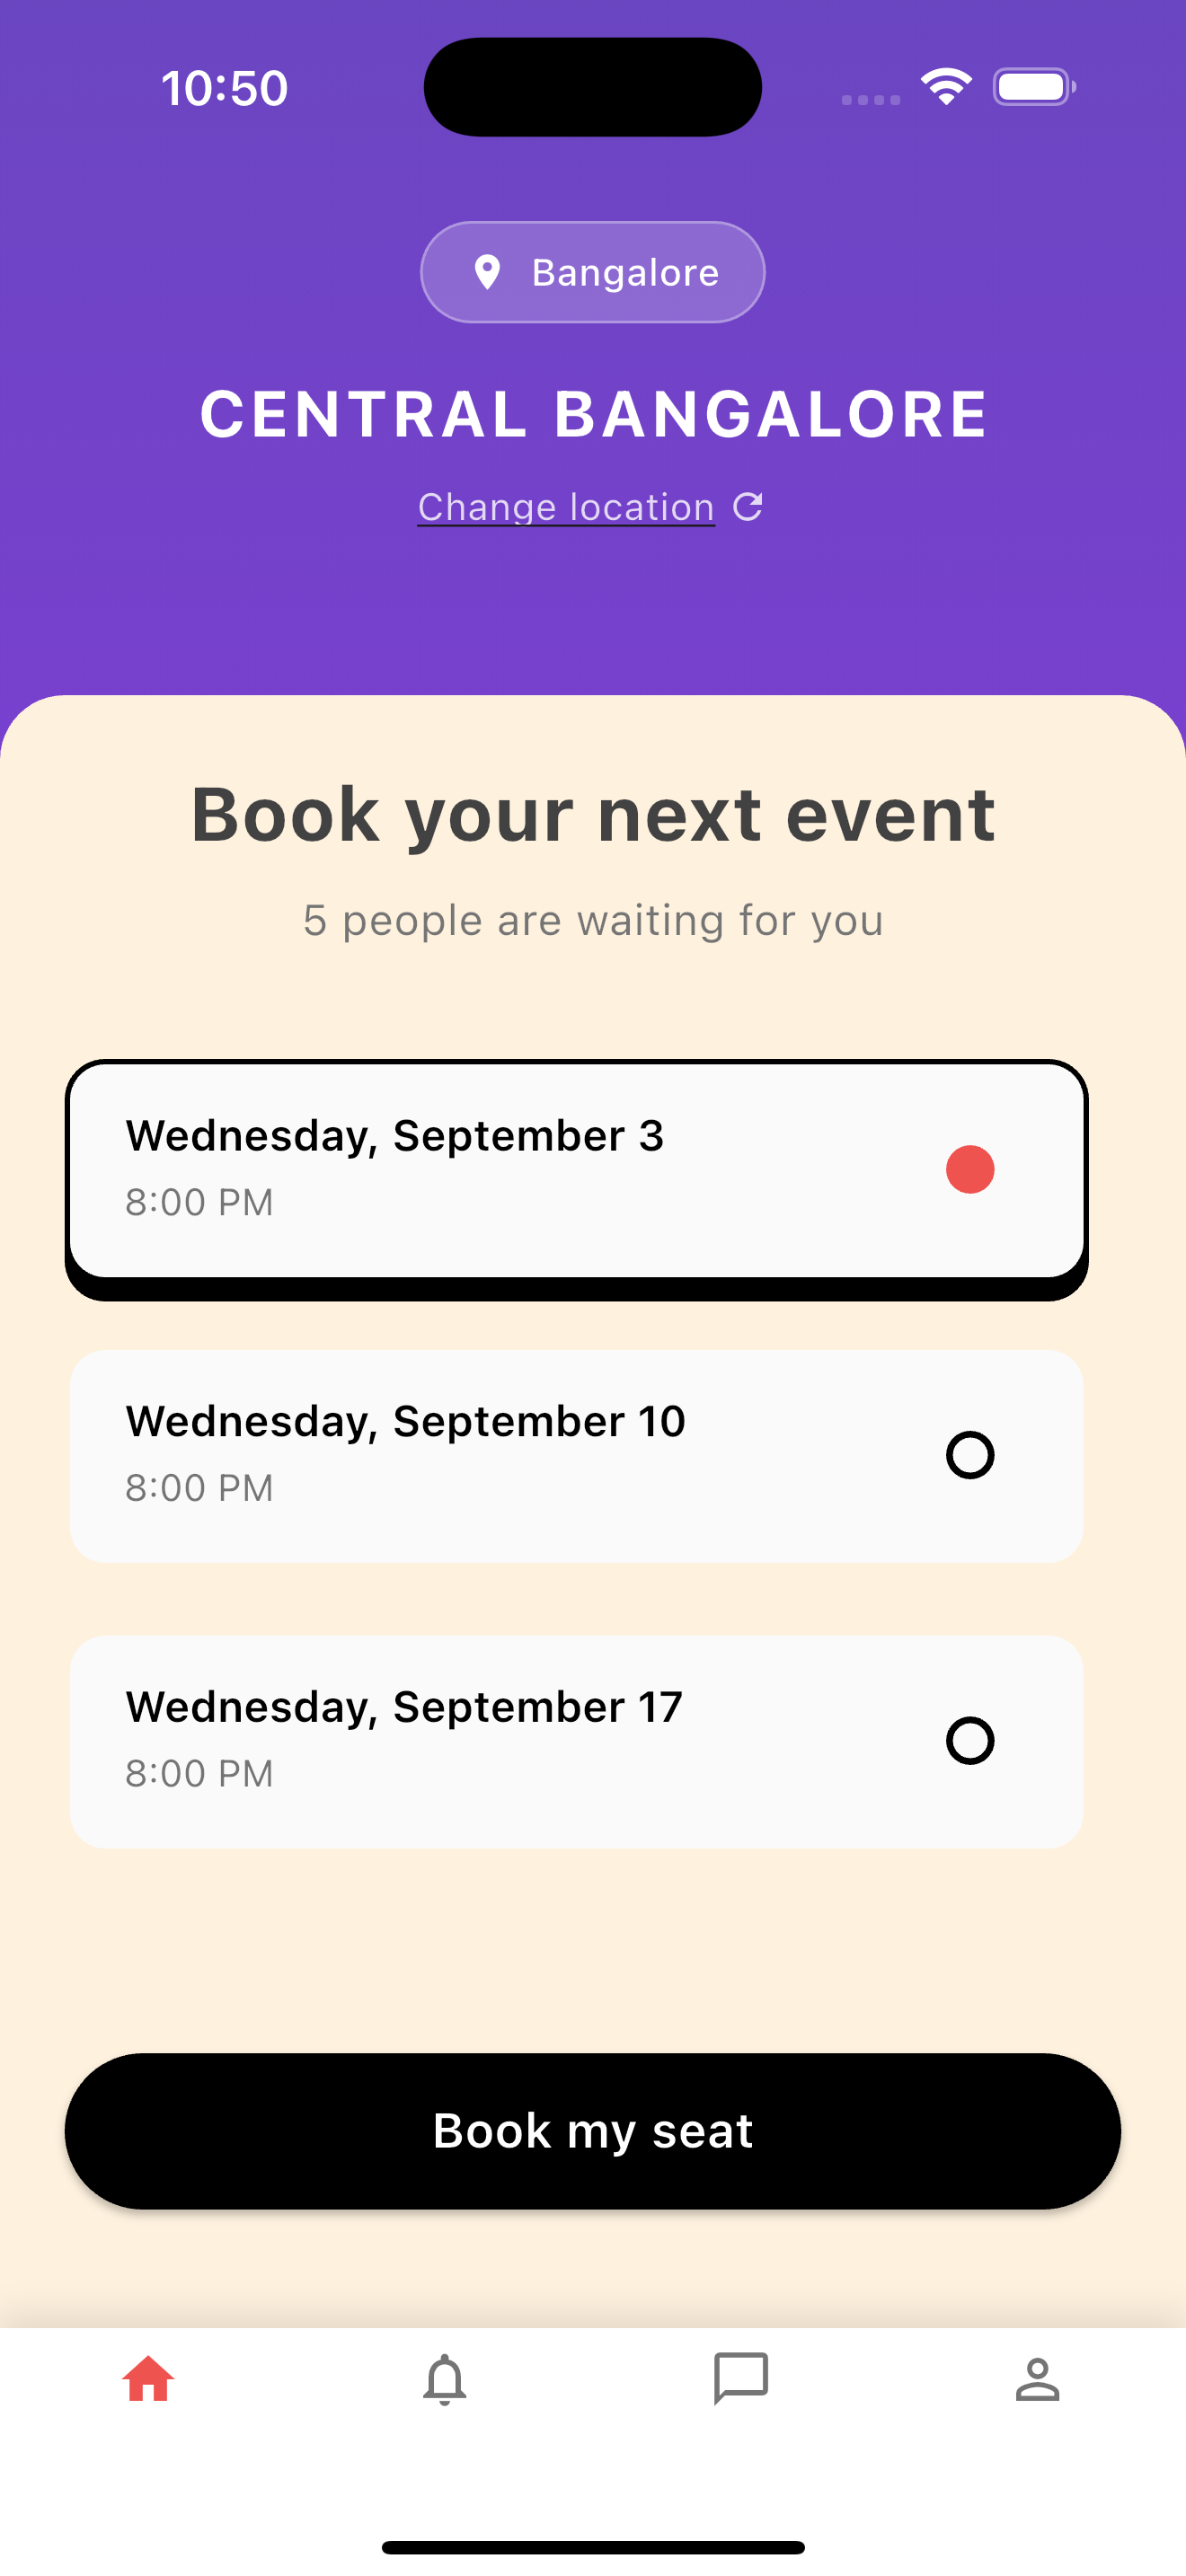 10:50
Bangalore
CENTRAL BANGALORE
Change location
Book your next event
5 people are waiting for you
Wednesday, September 3
8:00 PM
Wednesday, September 10
8:00 PM
Wednesday, September 17
8:00 PM
Book my seat